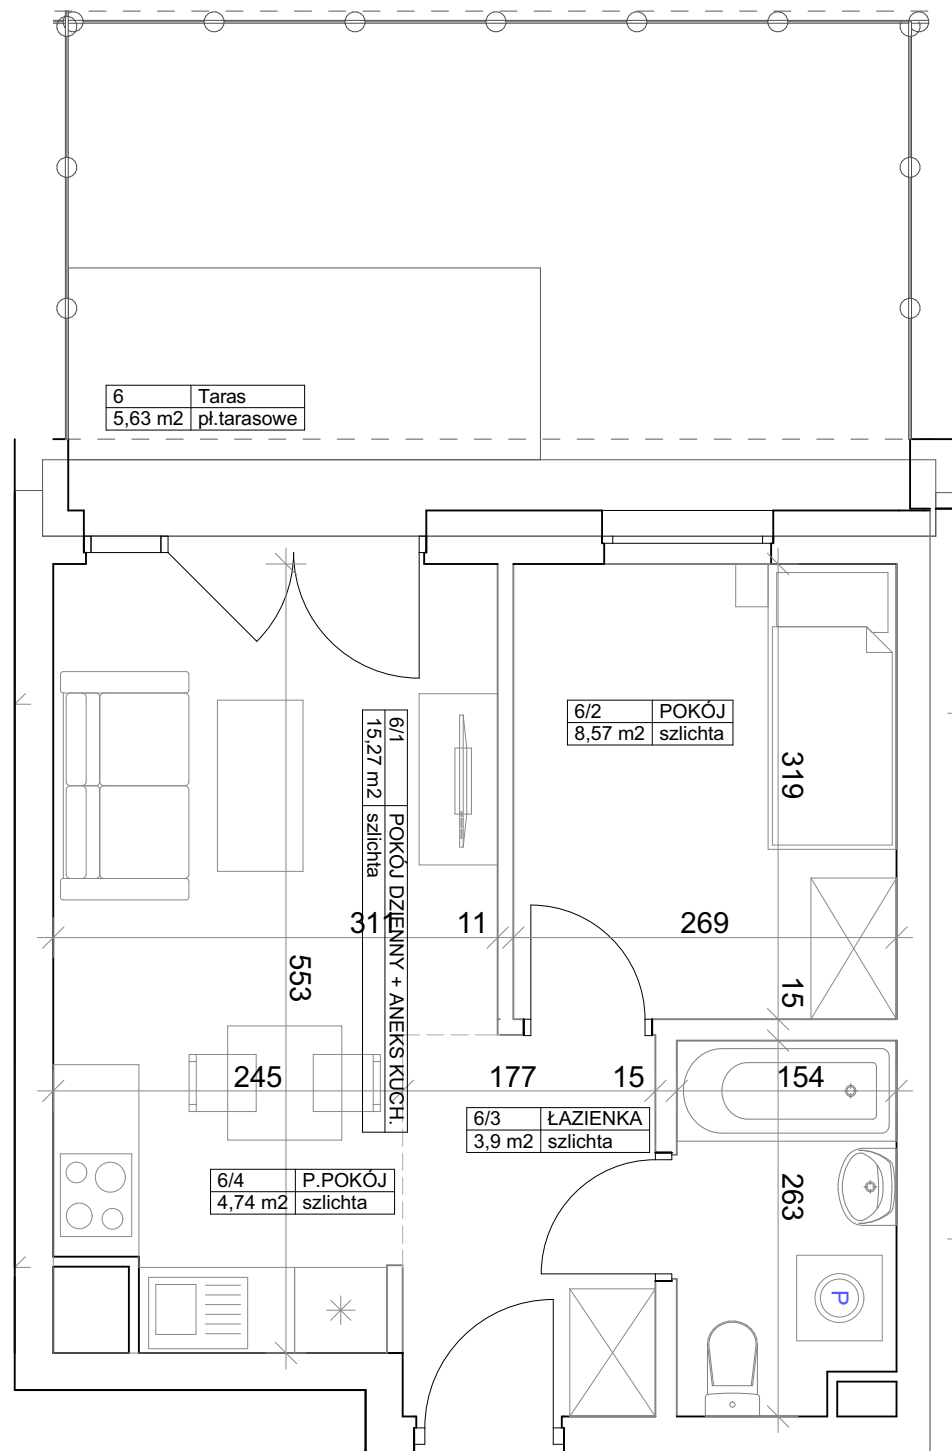 6 Taras
5,63 m2 pł.tarasowe
6/1 POKÓJ DZIENNY + ANEKS KUCH.
15,27 m2 szlichta
6/2 POKÓJ
8,57 m2 szlichta
319
311
11
269
553
15
245
177
15
154
6/3 ŁAZIENKA
3,9 m2 szlichta
6/4 P.POKÓJ
4,74 m2 szlichta
263
P